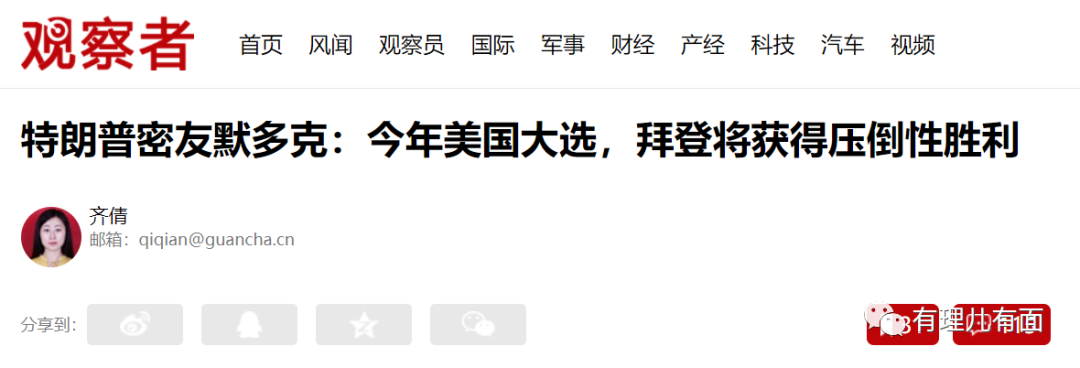 观察者 首页 风闻 观察员 国际 军事 财经 产经 科技 汽车 视频
特朗普密友默多克：今年美国大选，拜登将获得压倒性胜利
齐倩
邮箱：qiqian@guancha.cn
分享到：
有理儿有面